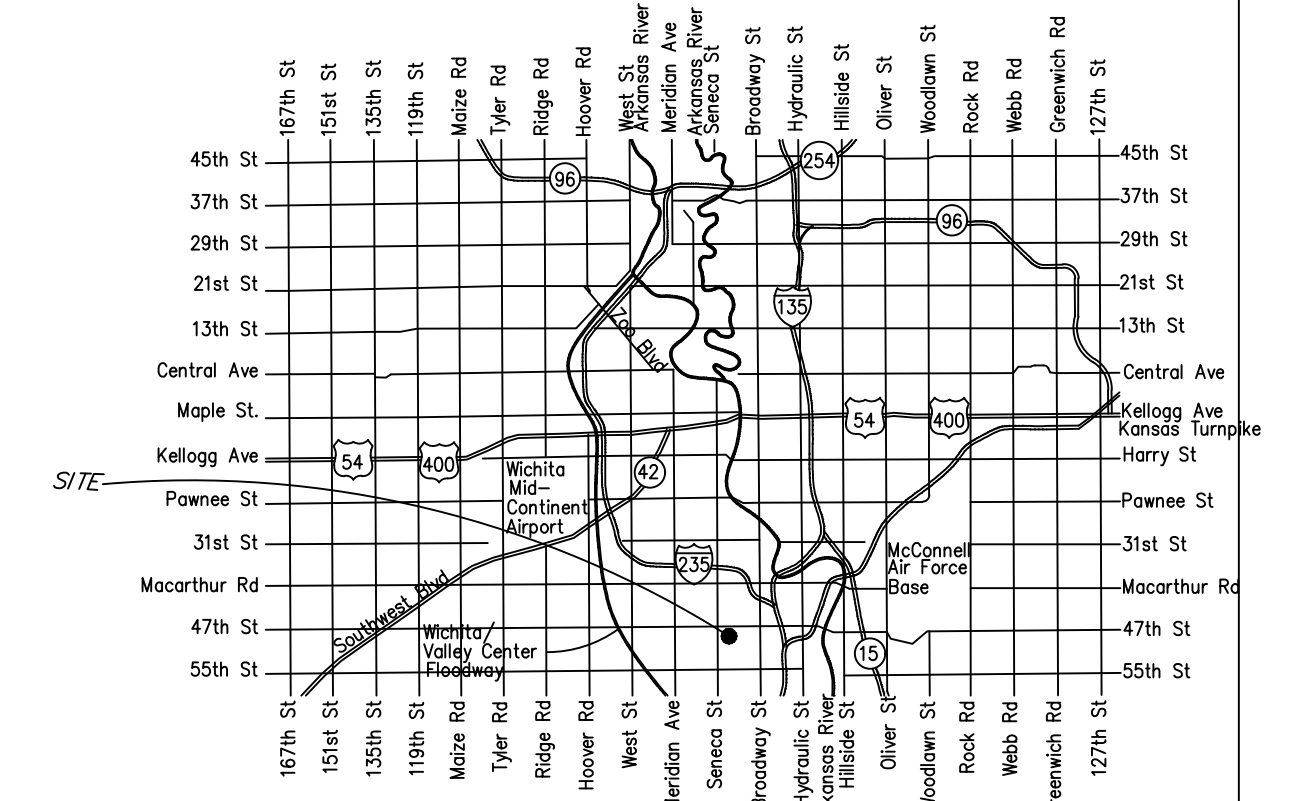 167th St
151st St
135th St
119th St
Maize Rd
Tyler Rd
Ridge Rd
Hoover Rd
West St
Arkansas River
Meridian Ave
Arkansas River
Seneca St
Broadway St
Hydraulic St
Hillside St
Oliver St
Woodlawn St
Rock Rd
Webb Rd
Greenwich Rd
127th St
45th St
37th St
29th St
21st St
13th St
Central Ave
Maple St.
Kellogg Ave
Pawnee St
31st St
Macarthur Rd
47th St
55th St
SITE
96
254
96
135
Zoo Blvd
54
400
54
400
42
235
15
Wichita
Mid-
Continent
Airport
Southwest Blvd
Wichita/
Valley Center
Floodway
McConnell
Air Force
Base
45th St
37th St
29th St
21st St
13th St
Central Ave
Kellogg Ave
Kansas Turnpike
Harry St
Pawnee St
31st St
Macarthur Rd
47th St
55th St
167th St
151st St
135th St
119th St
Maize Rd
Tyler Rd
Ridge Rd
Hoover Rd
West St
eridian Ave
Seneca St
Broadway St
Hydraulic St
kansas River
Hillside St
Oliver St
Woodlawn St
Rock Rd
Webb Rd
reenwich Rd
127th St